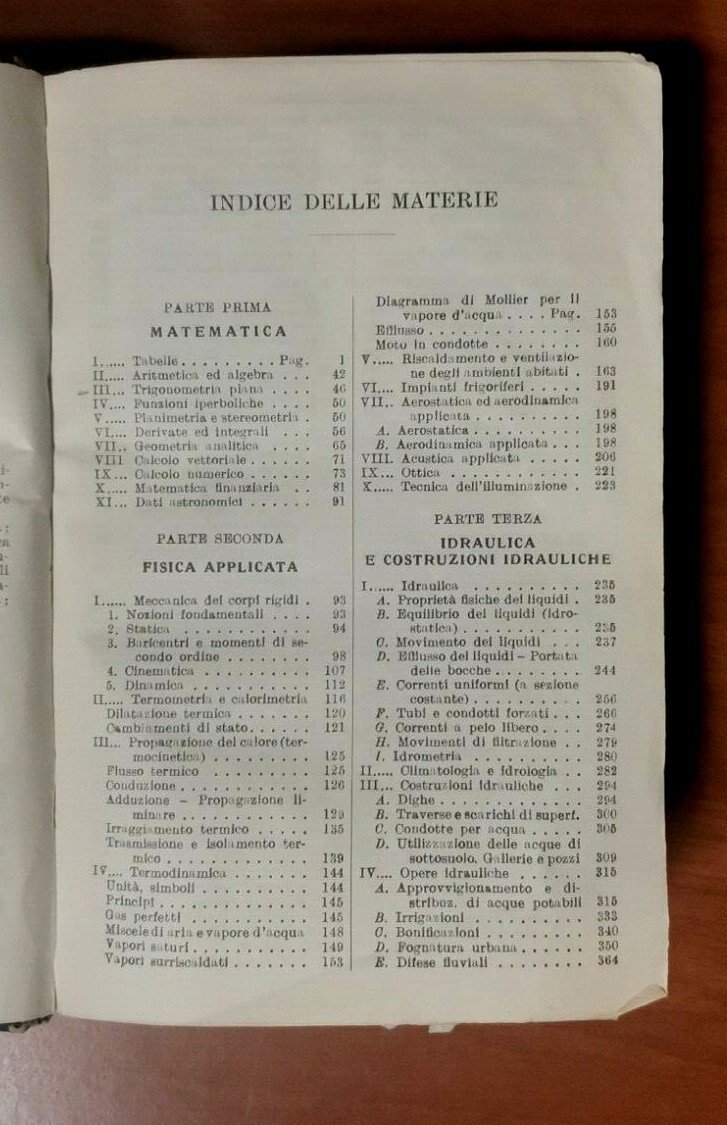 INDICE DELLE MATERIE
PARTE PRIMA
MATEMATICA
I...... Tabelle . . . . . . . . . Pag. 1
II..... Aritmetica ed algebra . . . 42
III... Trigonometria piana . . . . 46
IV.... Funzioni iperboliche . . . . 50
V ..... Planimetria e stereometria . 50
VI.... Derivate ed integrali . . . 56
VII.. Geometria analitica . . . . 65
VIII Calcolo vettoriale . . . . . . 71
IX... Calcolo numerico . . . . . . 73
X..... Matematica finanziaria . . 81
XI... Dati astronomici . . . . . . 91
PARTE SECONDA
FISICA APPLICATA
I...... Meccanica dei corpi rigidi . 93
1. Nozioni fondamentali . . . . 93
2. Statica . . . . . . . . . . . 94
3. Baricentri e momenti di se-
condo ordine . . . . . . . . 98
4. Cinematica . . . . . . . . . . 107
5. Dinamica . . . . . . . . . . . 112
II..... Termometria e calorimetria 116
Dilatazione termica . . . . . . . 120
Cambiamenti di stato. . . . . . 121
III... Propagazione del calore (ter-
mocinetica) . . . . . . . . . 125
Flusso termico . . . . . . . . . 125
Conduzione . . . . . . . . . . . 126
Adduzione – Propagazione li-
minare . . . . . . . . . . . . 129
Irraggiamento termico . . . . . 135
Trasmissione e isolamento ter-
mico . . . . . . . . . . . . . 139
IV.... Termodinamica . . . . . . . 144
Unità, simboli . . . . . . . . . . 144
Principi . . . . . . . . . . . . . 145
Gas perfetti . . . . . . . . . . . 145
Miscele di aria e vapore d'acqua 148
Vapori saturi . . . . . . . . . . 149
Vapori surriscaldati . . . . . . . 153
Diagramma di Mollier per il
vapore d'acqua . . . . Pag. 153
Efflusso . . . . . . . . . . . . . 155
Moto in condotte . . . . . . . . 160
V..... Riscaldamento e ventilazio-
ne degli ambienti abitati . 163
VI.... Impianti frigoriferi . . . . . 191
VII.. Aerostatica ed aerodinamica
applicata . . . . . . . . . . . 198
A. Aerostatica . . . . . . . . . . 198
B. Aerodinamica applicata . . . 198
VIII. Acustica applicata . . . . . 206
IX... Ottica . . . . . . . . . . . . 221
X..... Tecnica dell'illuminazione . 223
PARTE TERZA
IDRAULICA
E COSTRUZIONI IDRAULICHE
I...... Idraulica . . . . . . . . . . 235
A. Proprietà fisiche dei liquidi . 235
B. Equilibrio dei liquidi (idro-
statica) . . . . . . . . . . . 235
C. Movimento dei liquidi . . . 237
D. Efflusso dei liquidi – Portata
delle bocche . . . . . . . . 244
E. Correnti uniformi (a sezione
costante) . . . . . . . . . . 256
F. Tubi e condotti forzati . . . 266
G. Correnti a pelo libero . . . . 274
H. Movimenti di filtrazione . . 279
I. Idrometria . . . . . . . . . . 280
II..... Climatologia e idrologia . . 282
III... Costruzioni idrauliche . . . 294
A. Dighe . . . . . . . . . . . . . 294
B. Traverse e scarichi di superf. 300
C. Condotte per acqua . . . . . 305
D. Utilizzazione delle acque di
sottosuolo. Gallerie e pozzi 309
IV.... Opere idrauliche . . . . . . 315
A. Approvvigionamento e di-
stribuz. di acque potabili 315
B. Irrigazioni . . . . . . . . . . 333
C. Bonificazioni . . . . . . . . . 340
D. Fognatura urbana . . . . . . 350
E. Difese fluviali . . . . . . . . 364